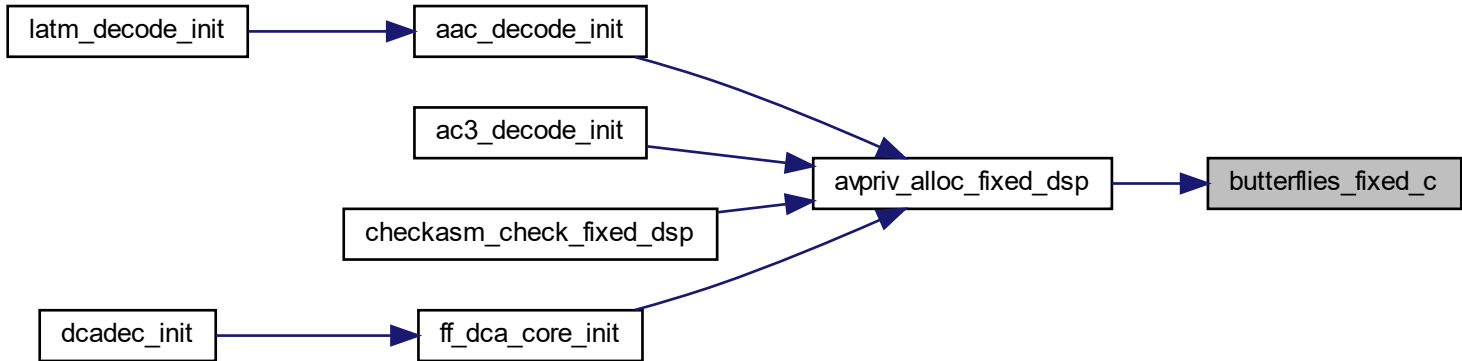 latm_decode_init
aac_decode_init
ac3_decode_init
avpriv_alloc_fixed_dsp
butterflies_fixed_c
checkasm_check_fixed_dsp
dcadec_init
ff_dca_core_init